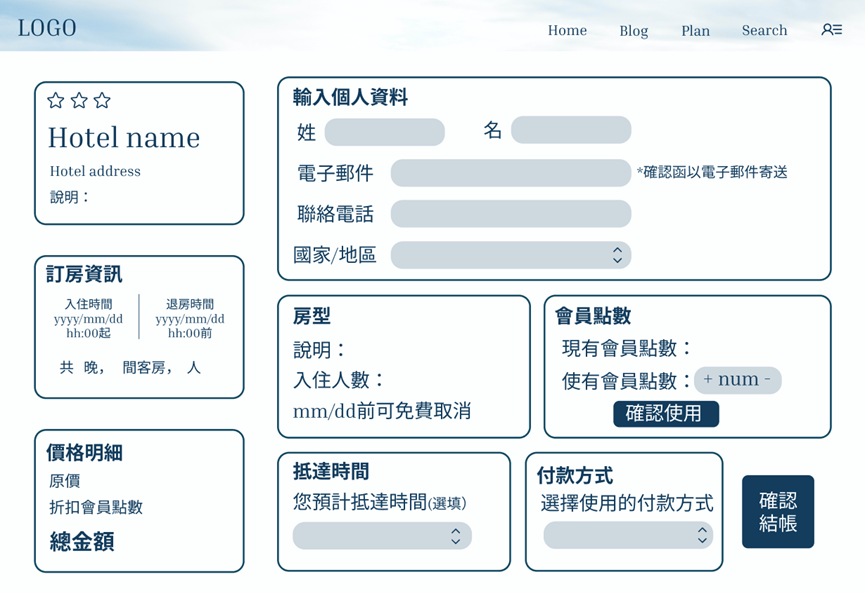 LOGO
Home Blog Plan Search
Hotel name
Hotel address
說明：
訂房資訊
入住時間 退房時間
yyyy/mm/dd yyyy/mm/dd
hh:00起 hh:00前
共 晚， 間客房， 人
價格明細
原價
折扣會員點數
總金額
輸入個人資料
姓 名
電子郵件 *確認函以電子郵件寄送
聯絡電話
國家/地區
房型
說明：
入住人數：
mm/dd前可免費取消
會員點數
現有會員點數：
使有會員點數： + num -
確認使用
抵達時間
您預計抵達時間(選填)
付款方式
選擇使用的付款方式
確認
結帳